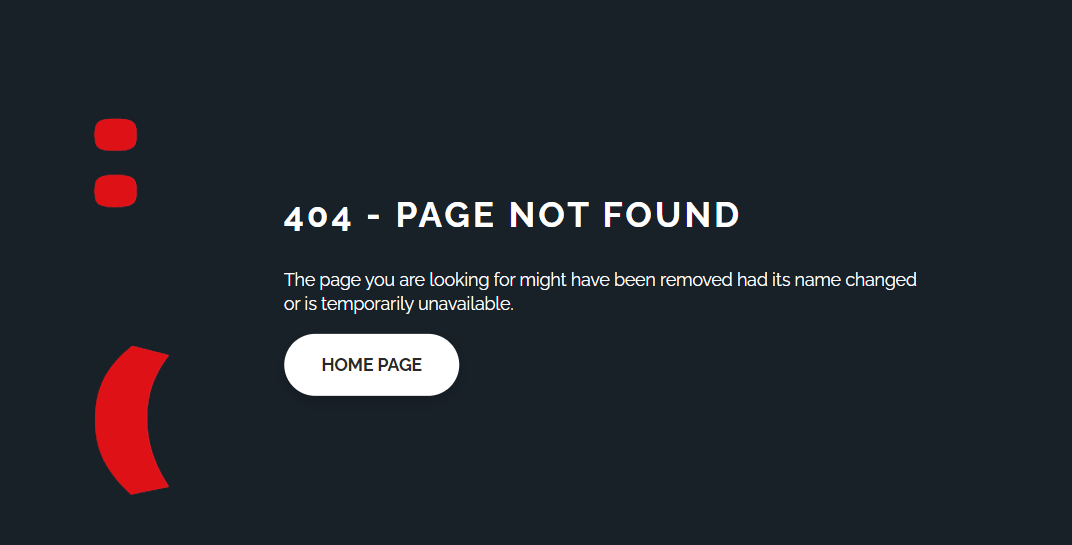 :
(
404 - PAGE NOT FOUND
The page you are looking for might have been removed had its name changed
or is temporarily unavailable.
HOME PAGE